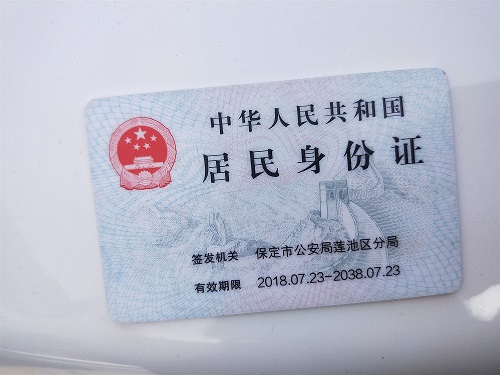 中华人民共和国
居民身份证
签发机关 保定市公安局莲池区分局
有效期限 2018.07.23-2038.07.23